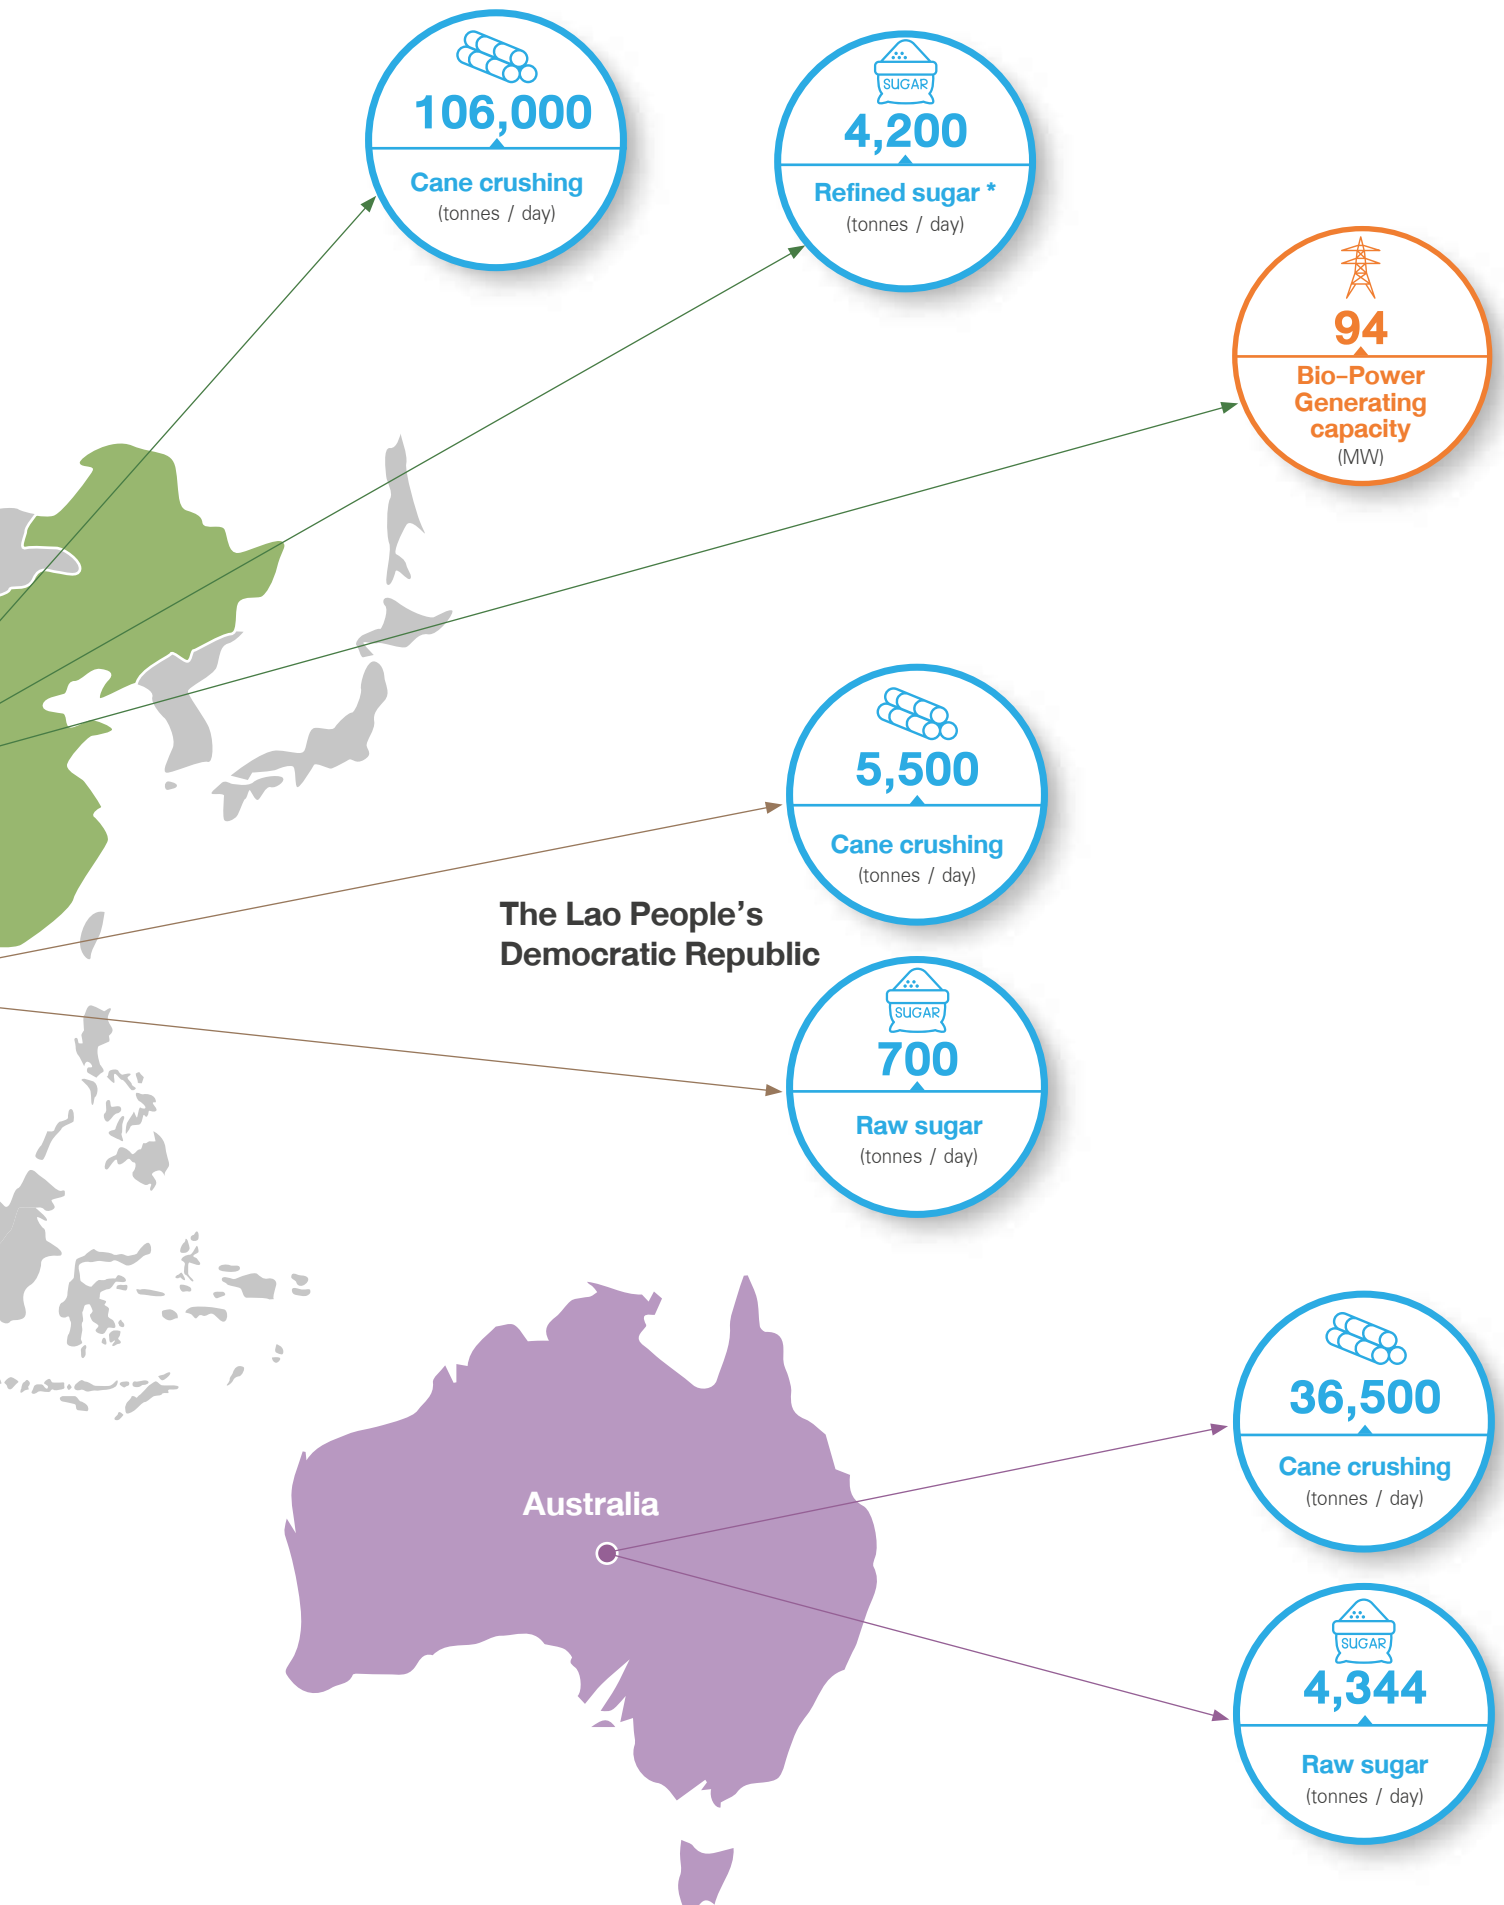 106,000
Cane crushing
(tonnes / day)
SUGAR
4,200
Refined sugar *
(tonnes / day)
94
Bio-Power
Generating
capacity
(MW)
5,500
Cane crushing
(tonnes / day)
The Lao People's
Democratic Republic
SUGAR
700
Raw sugar
(tonnes / day)
36,500
Cane crushing
(tonnes / day)
Australia
SUGAR
4,344
Raw sugar
(tonnes / day)